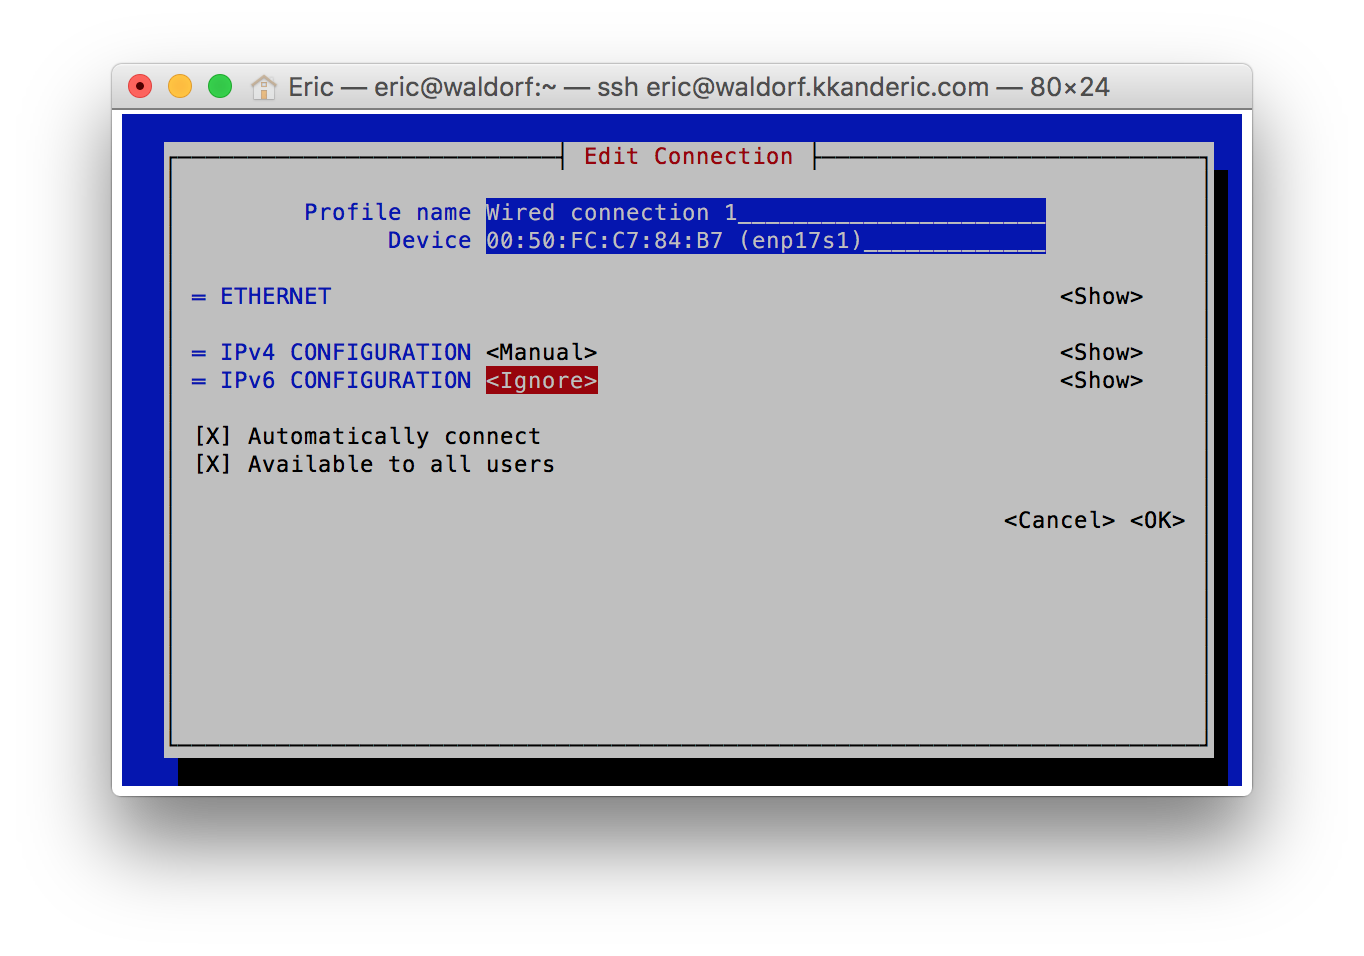 Eric — eric@waldorf:~ — ssh eric@waldorf.kkanderic.com — 80×24
Edit Connection
Profile name Wired connection 1______________________
Device 00:50:FC:C7:84:B7 (enp17s1)_____________
= ETHERNET <Show>
= IPv4 CONFIGURATION <Manual> <Show>
= IPv6 CONFIGURATION <Ignore> <Show>
[X] Automatically connect
[X] Available to all users
<Cancel> <OK>